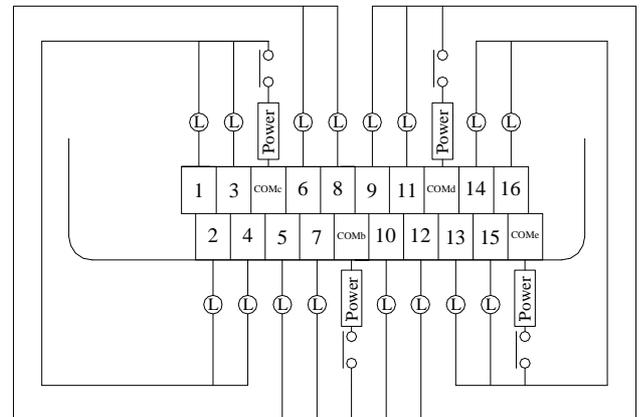 L L L L L L L L
Power Power
1 3 COMc 6 8 9 11 COMd 14 16
2 4 5 7 COMb 10 12 13 15 COMe
Power Power
L L L L L L L L